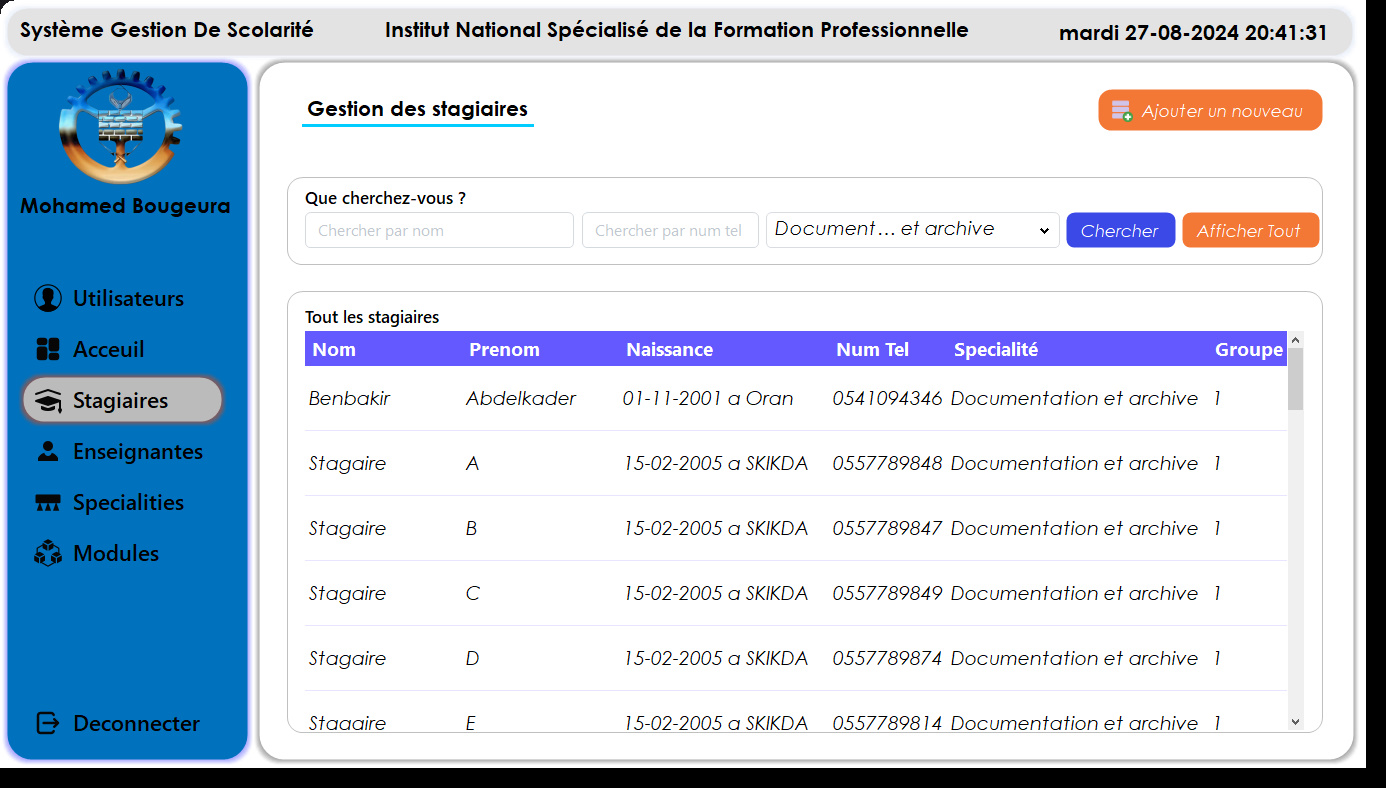 Système Gestion De Scolarité
Institut National Spécialisé de la Formation Professionnelle
mardi 27-08-2024 20:41:31
Mohamed Bougeura
Utilisateurs
Acceuil
Stagiaires
Enseignantes
Specialities
Modules
Deconnecter
Gestion des stagiaires
Ajouter un nouveau
Que cherchez-vous ?
Chercher par nom
Chercher par num tel
Document... et archive
Chercher
Afficher Tout
Tout les stagiaires
Nom Prenom Naissance Num Tel Specialité Groupe
Benbakir Abdelkader 01-11-2001 a Oran 0541094346 Documentation et archive 1
Stagaire A 15-02-2005 a SKIKDA 0557789848 Documentation et archive 1
Stagaire B 15-02-2005 a SKIKDA 0557789847 Documentation et archive 1
Stagaire C 15-02-2005 a SKIKDA 0557789849 Documentation et archive 1
Stagaire D 15-02-2005 a SKIKDA 0557789874 Documentation et archive 1
Stagaire E 15-02-2005 a SKIKDA 0557789814 Documentation et archive 1